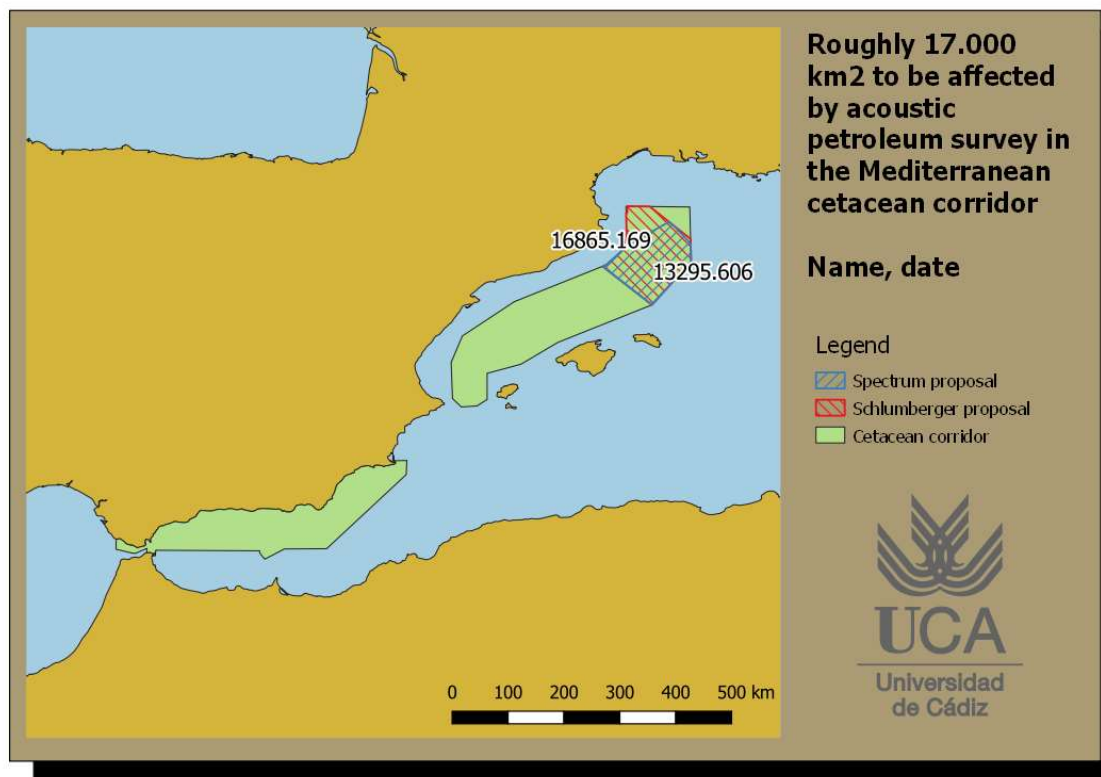 Roughly 17.000
km2 to be affected
by acoustic
petroleum survey in
the Mediterranean
cetacean corridor
Name, date
16865.169
13295.606
Legend
Spectrum proposal
Schlumberger proposal
Cetacean corridor
0 100 200 300 400 500 km
UCA
Universidad
de Cádiz